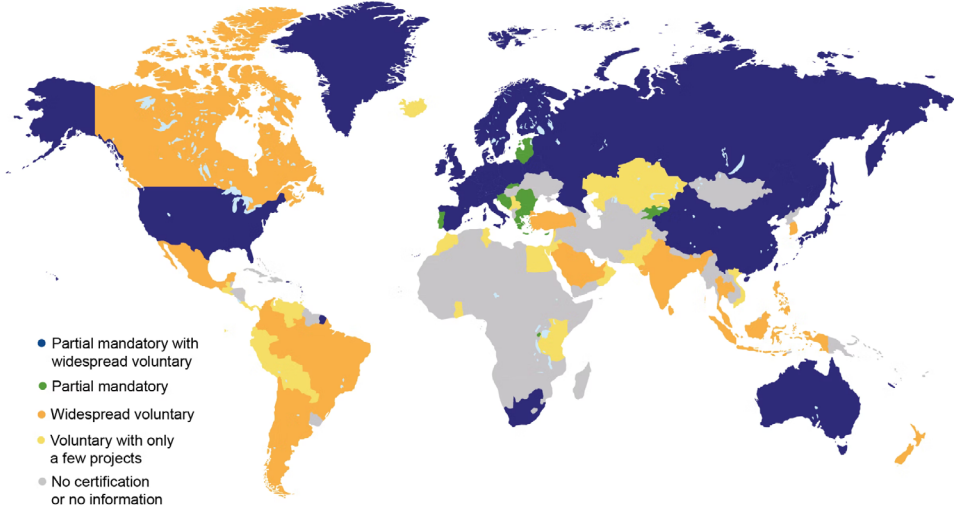 Partial mandatory with
widespread voluntary
Partial mandatory
Widespread voluntary
Voluntary with only
a few projects
No certification
or no information